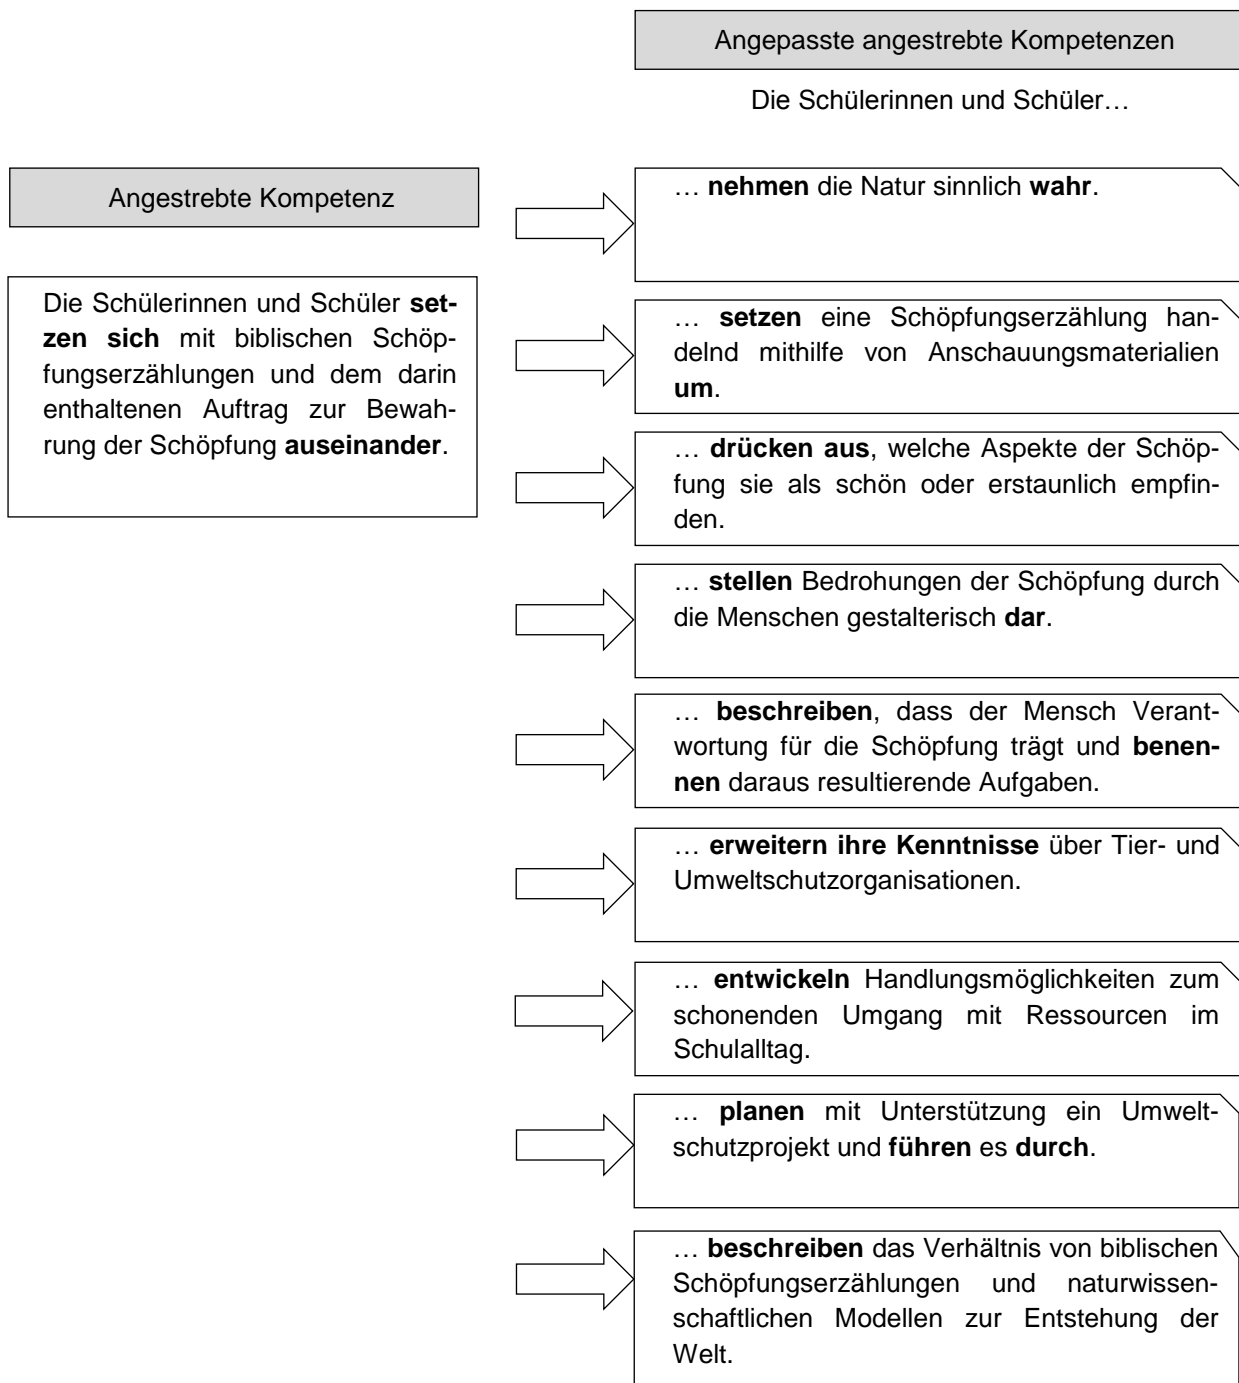 Angepasste angestrebte Kompetenzen
Die Schülerinnen und Schüler…
Angestrebte Kompetenz
Die Schülerinnen und Schüler set-
zen sich mit biblischen Schöp-
fungserzählungen und dem darin
enthaltenen Auftrag zur Bewah-
rung der Schöpfung auseinander.
… nehmen die Natur sinnlich wahr.
… setzen eine Schöpfungserzählung han-
delnd mithilfe von Anschauungsmaterialien
um.
… drücken aus, welche Aspekte der Schöp-
fung sie als schön oder erstaunlich empfin-
den.
… stellen Bedrohungen der Schöpfung durch
die Menschen gestalterisch dar.
… beschreiben, dass der Mensch Verant-
wortung für die Schöpfung trägt und benen-
nen daraus resultierende Aufgaben.
… erweitern ihre Kenntnisse über Tier- und
Umweltschutzorganisationen.
… entwickeln Handlungsmöglichkeiten zum
schonenden Umgang mit Ressourcen im
Schulalltag.
… planen mit Unterstützung ein Umwelt-
schutzprojekt und führen es durch.
… beschreiben das Verhältnis von biblischen
Schöpfungserzählungen und naturwissen-
schaftlichen Modellen zur Entstehung der
Welt.